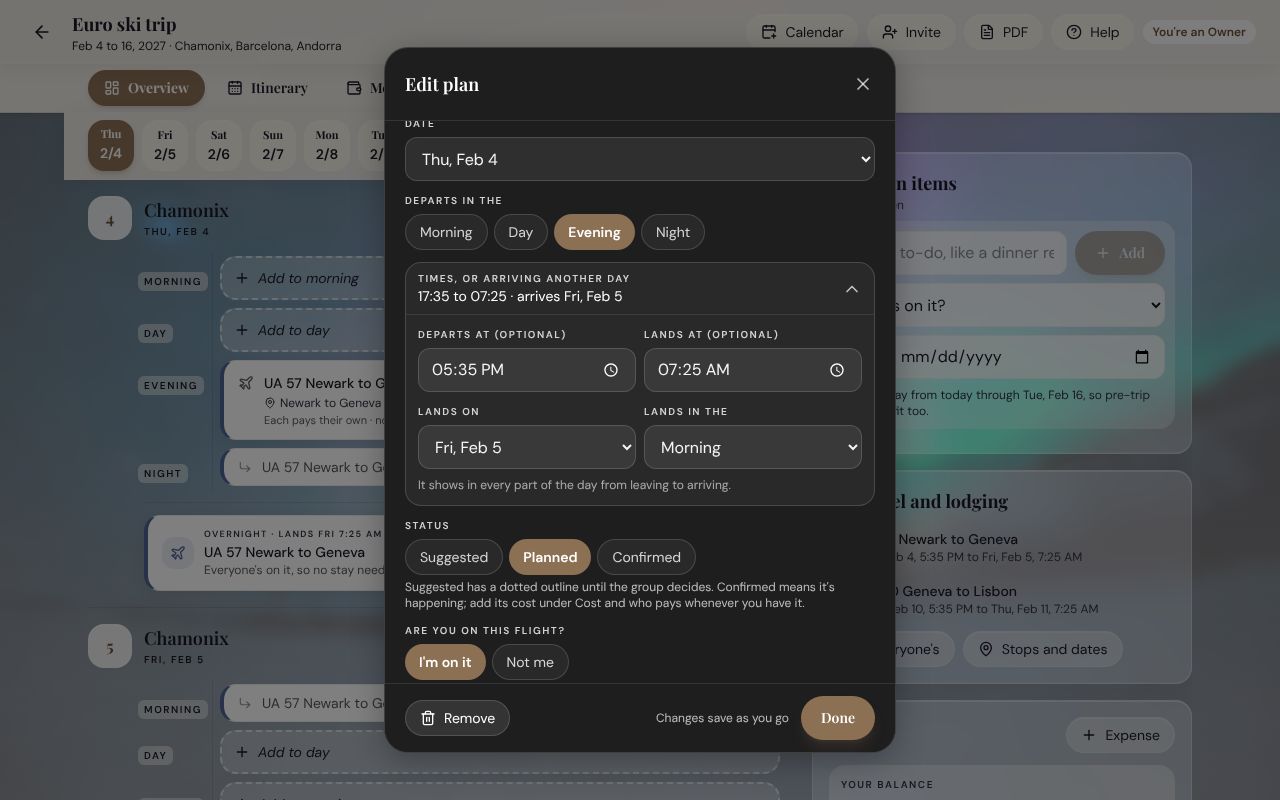 Euro ski trip
Feb 4 to 16, 2027 · Chamonix, Barcelona, Andorra
Calendar
Invite
PDF
Help
You're an Owner
Overview
Itinerary
Thu
2/4
Fri
2/5
Sat
2/6
Sun
2/7
Mon
2/8
4
Chamonix
THU, FEB 4
MORNING
+ Add to morning
DAY
+ Add to day
EVENING
UA 57 Newark to G
Newark to Geneva
Each pays their own · n
NIGHT
UA 57 Newark to G
OVERNIGHT · LANDS FRI 7:25 AM
UA 57 Newark to Geneva
Everyone's on it, so no stay need
5
Chamonix
FRI, FEB 5
MORNING
UA 57 Newark to G
DAY
+ Add to day
Edit plan
DATE
Thu, Feb 4
DEPARTS IN THE
Morning
Day
Evening
Night
TIMES, OR ARRIVING ANOTHER DAY
17:35 to 07:25 · arrives Fri, Feb 5
DEPARTS AT (OPTIONAL)
LANDS AT (OPTIONAL)
05:35 PM
07:25 AM
LANDS ON
LANDS IN THE
Fri, Feb 5
Morning
It shows in every part of the day from leaving to arriving.
STATUS
Suggested
Planned
Confirmed
Suggested has a dotted outline until the group decides. Confirmed means it's
happening; add its cost under Cost and who pays whenever you have it.
ARE YOU ON THIS FLIGHT?
I'm on it
Not me
Remove
Changes save as you go
Done
n items
to-do, like a dinner re
+ Add
s on it?
mm/dd/yyyy
ay from today through Tue, Feb 16, so pre-trip
it too.
el and lodging
Newark to Geneva
b 4, 5:35 PM to Fri, Feb 5, 7:25 AM
Geneva to Lisbon
eb 10, 5:35 PM to Thu, Feb 11, 7:25 AM
ryone's
Stops and dates
+ Expense
YOUR BALANCE